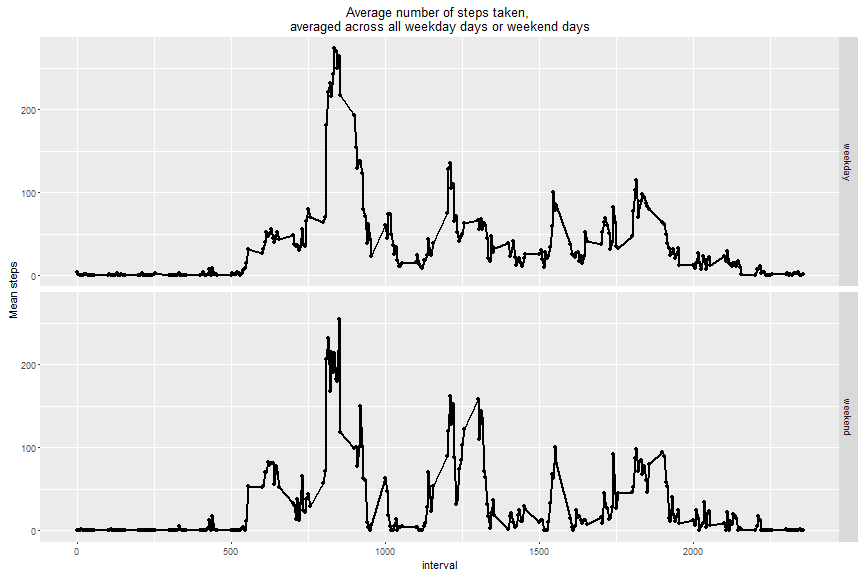 Average number of steps taken,
averaged across all weekday days or weekend days
Mean steps
200
100
0
weekday
200
100
0
weekend
0
500
1000
1500
2000
interval